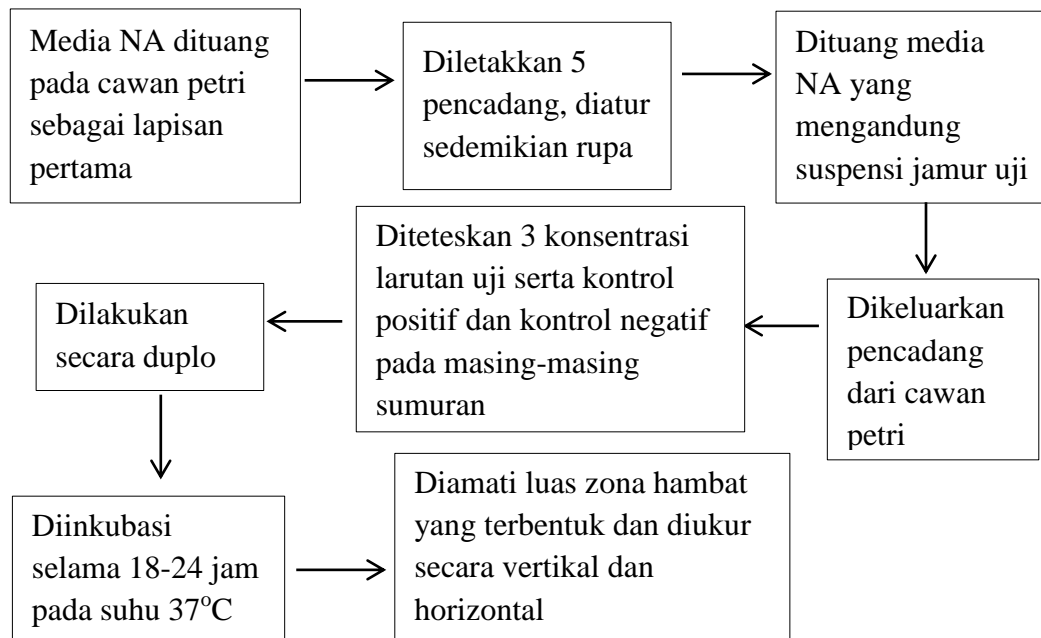 Media NA dituang
pada cawan petri
sebagai lapisan
pertama
Diletakkan 5
pencadang, diatur
sedemikian rupa
Dituang media
NA yang
mengandung
suspensi jamur uji
Dikeluarkan
pencadang
dari cawan
petri
Diteteskan 3 konsentrasi
larutan uji serta kontrol
positif dan kontrol negatif
pada masing-masing
sumuran
Dilakukan
secara duplo
Diinkubasi
selama 18-24 jam
pada suhu 37°C
Diamati luas zona hambat
yang terbentuk dan diukur
secara vertikal dan
horizontal